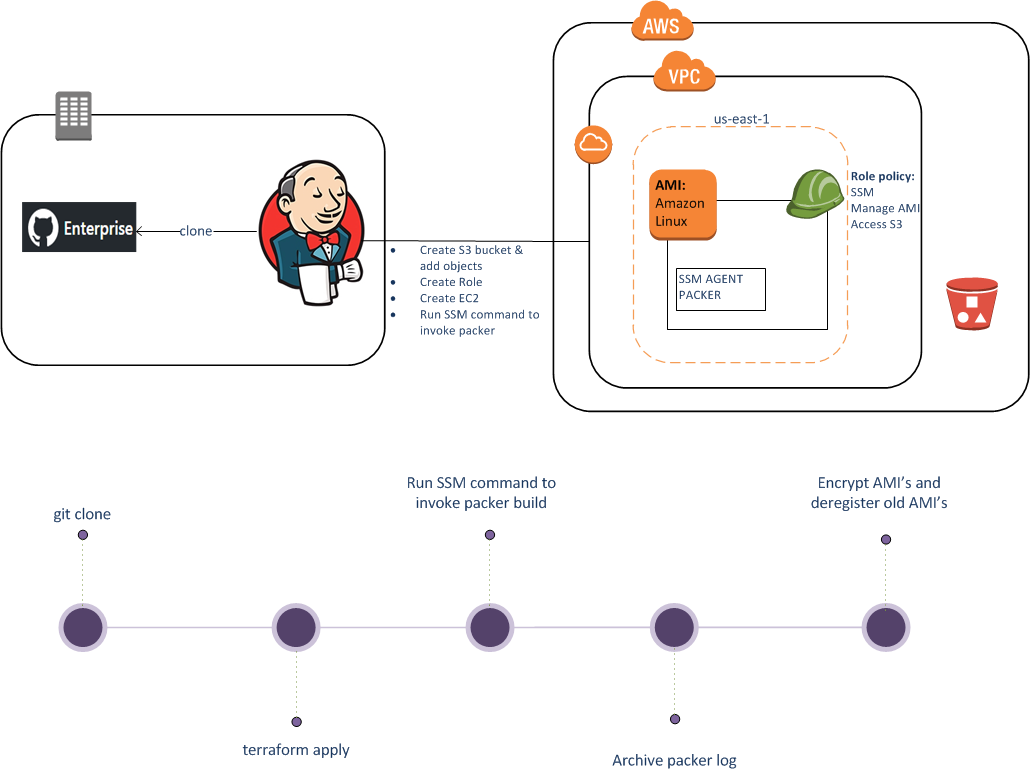 AWS
VPC
us-east-1
AMI:
Amazon
Linux
Role policy:
SSM
Manage AMI
Access S3
SSM AGENT
PACKER
Enterprise
clone
• Create S3 bucket &
add objects
• Create Role
• Create EC2
• Run SSM command to
invoke packer
git clone
terraform apply
Run SSM command to
invoke packer build
Archive packer log
Encrypt AMI’s and
deregister old AMI’s